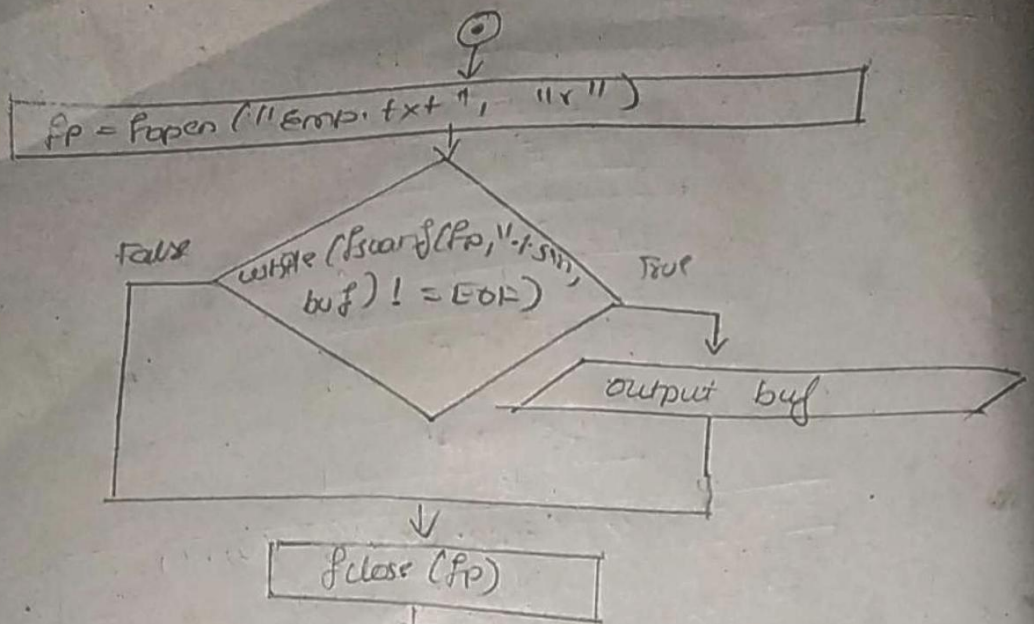 fp = fopen ("Emp.txt", "r")
False
while (fscanf(fp,"%s\n",
True
buf) != EOF)
output buf
fclose (fp)